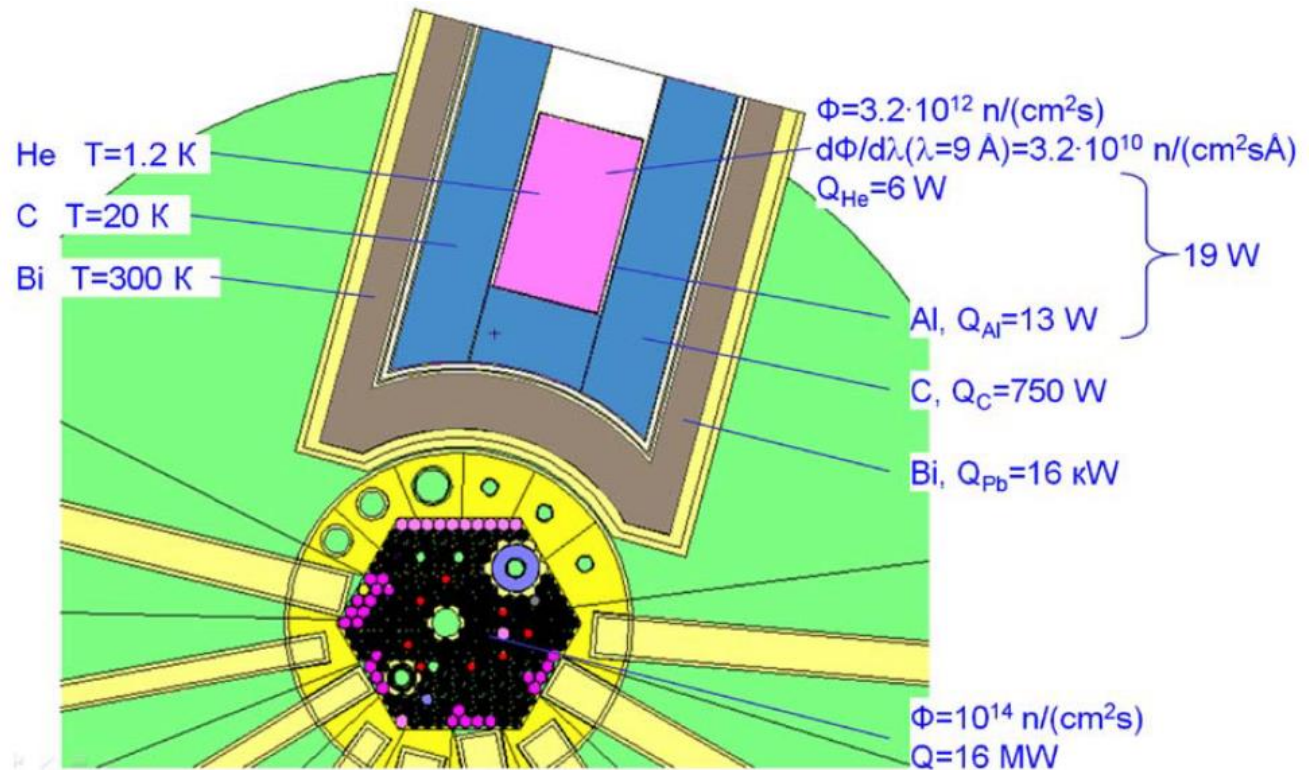 He T=1.2 K
C T=20 K
Bi T=300 K
Φ=3.2·10¹² n/(cm²s)
dΦ/dλ(λ=9 Å)=3.2·10¹⁰ n/(cm²sÅ)
Q_He=6 W
19 W
Al, Q_Al=13 W
C, Q_C=750 W
Bi, Q_Pb=16 кW
Φ=10¹⁴ n/(cm²s)
Q=16 MW